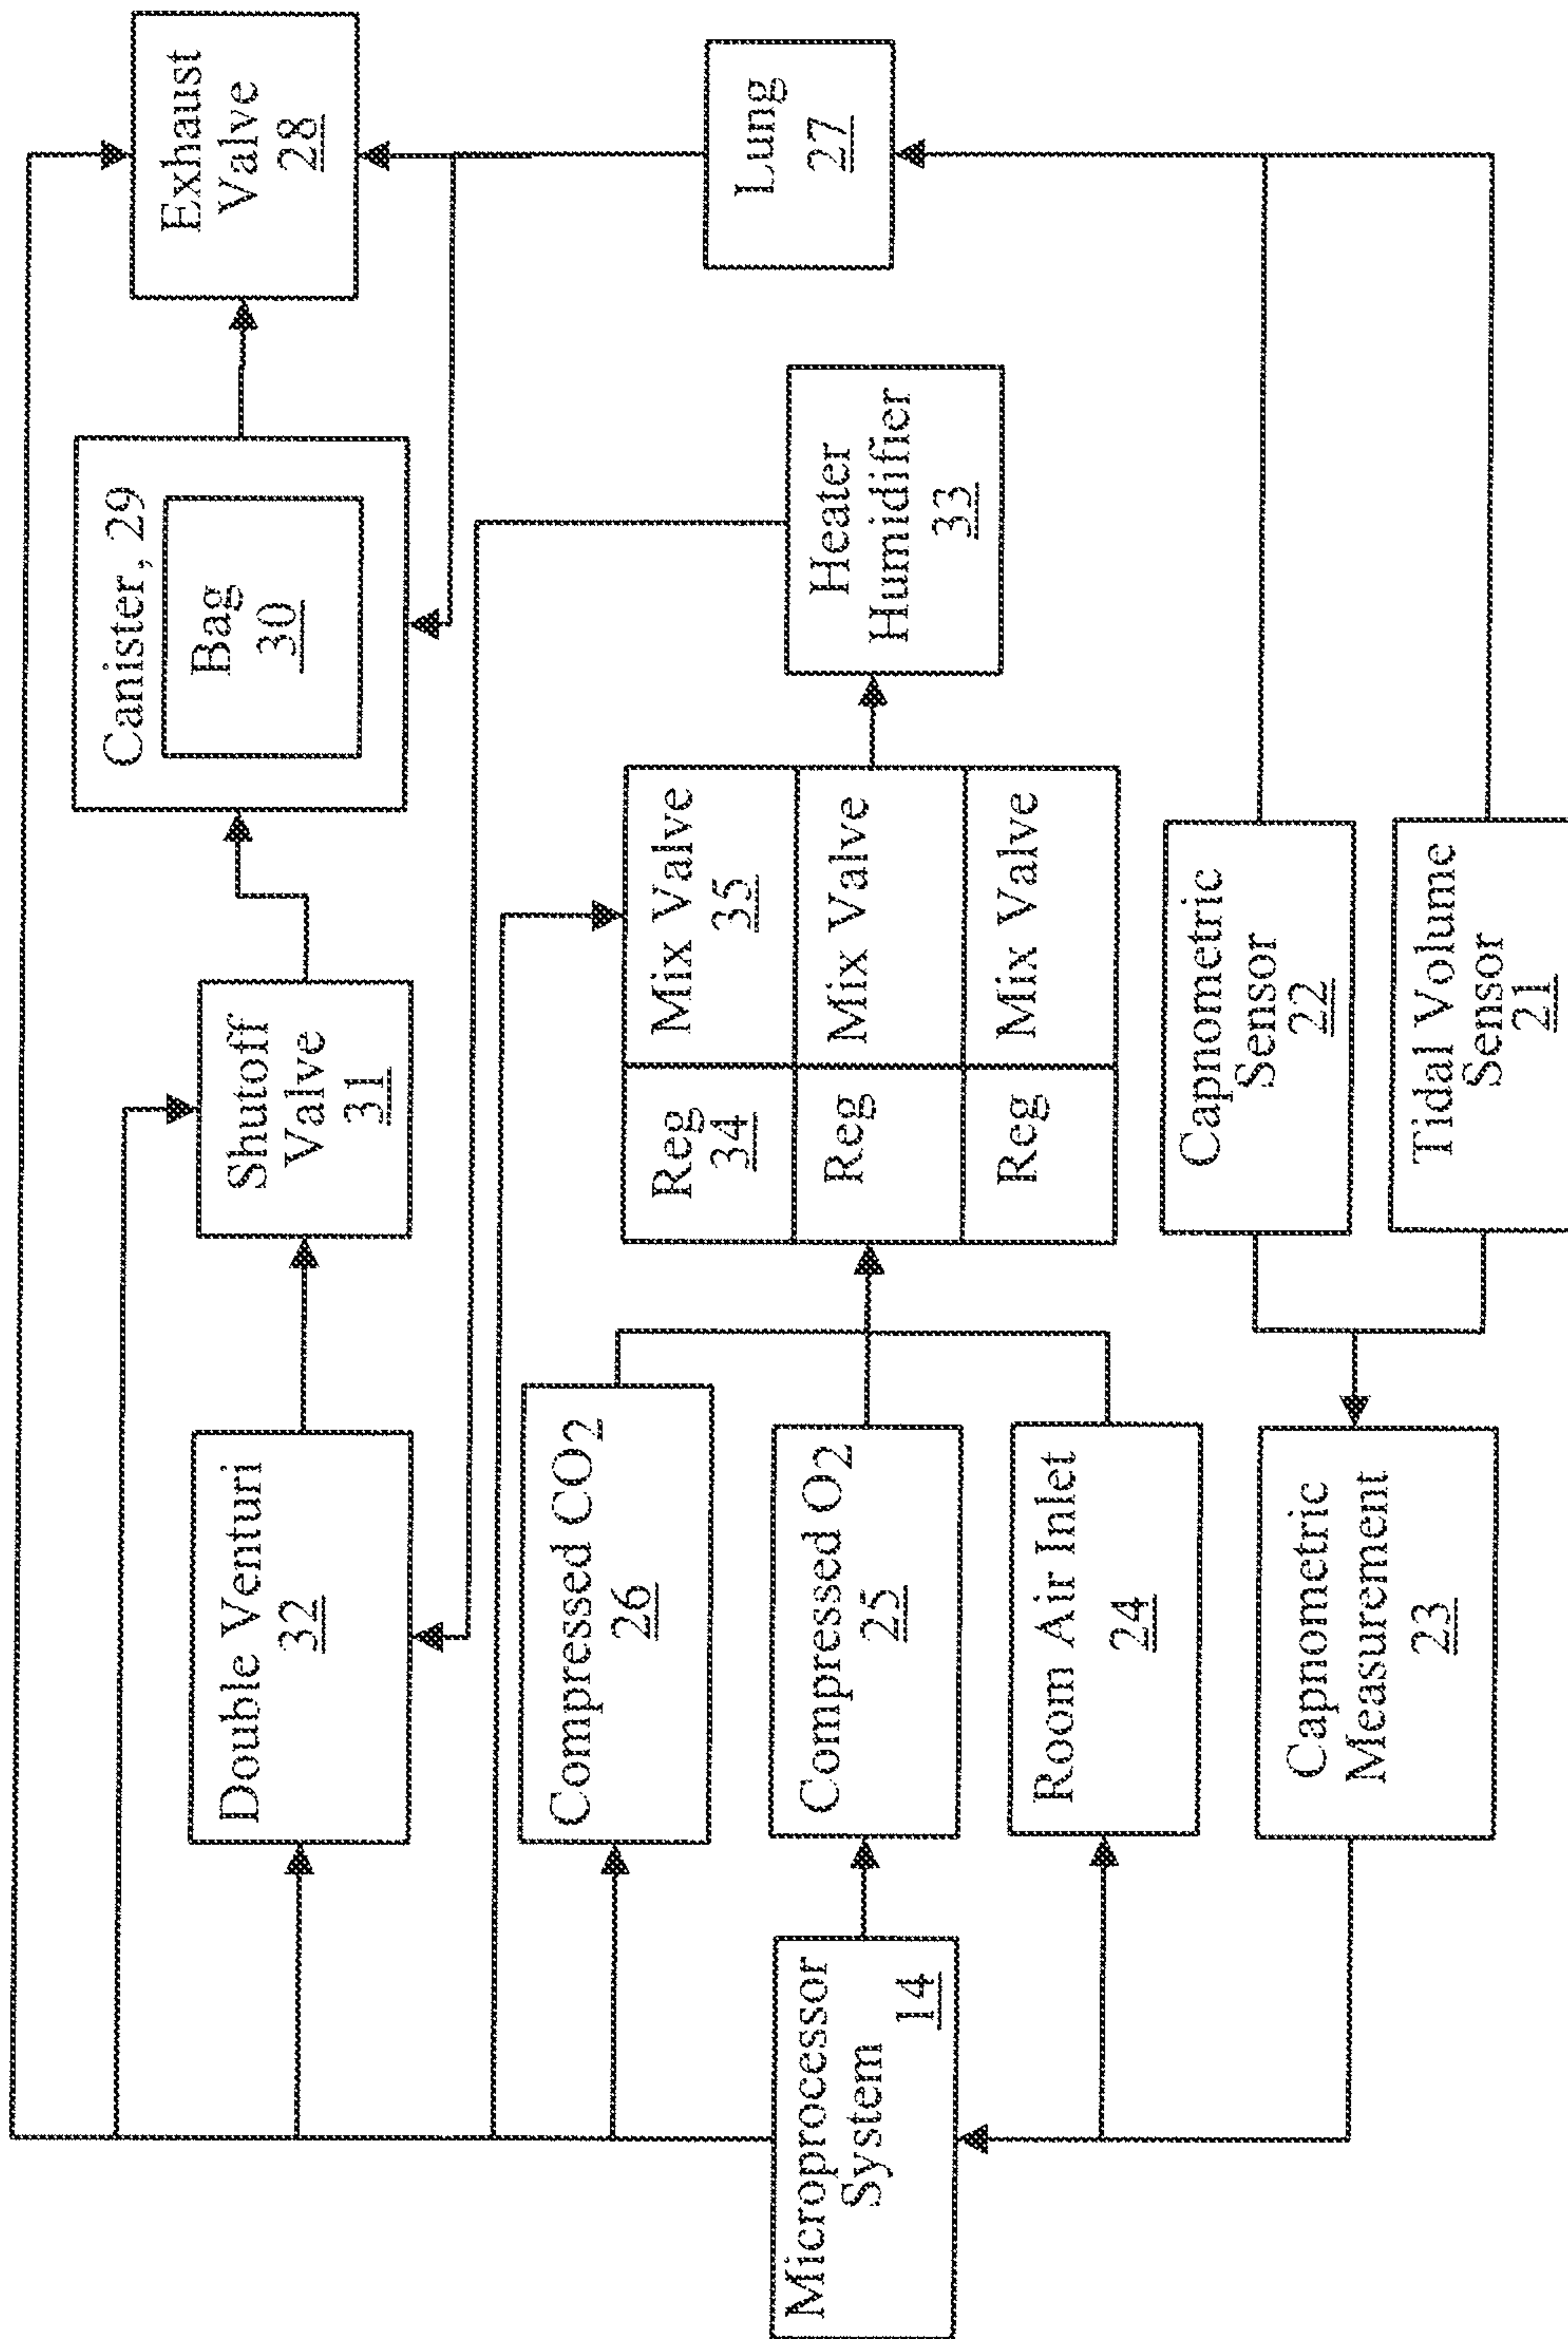 Exhaust
Valve
28
Canister, 29
Bag
30
Shutoff
Valve
31
Double Venturi
32
Lung
27
Heater
Humidifier
33
Mix Valve
35
Reg
34
Mix Valve
Reg
Mix Valve
Reg
Compressed CO2
26
Compressed O2
25
Room Air Inlet
24
Microprocessor
System
14
Capnometric
Sensor
22
Tidal Volume
Sensor
21
Capnometric
Measurement
23